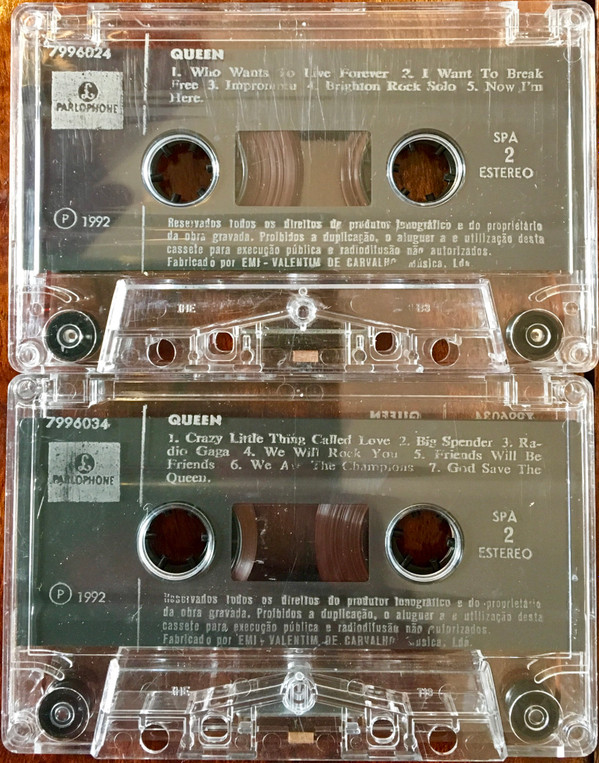 7996024
QUEEN
1. Who Wants To Live Forever 2. I Want To Break
Free 3. Impromptu 4. Brighton Rock Solo 5. Now I'm
Here.
PARLOPHONE
SPA
2
ESTEREO
P 1992
Reservados todos os direitos do produtor fonográfico e do proprietário
da obra gravada. Proibidos a duplicação, o aluguer a e utilização desta
cassete para execução pública e radiodifusão não autorizados.
Fabricado por EMI - VALENTIM DE CARVALHO Música, Lda.
7996034
QUEEN
1. Crazy Little Thing Called Love 2. Big Spender 3. Ra-
dio Gaga 4. We Will Rock You 5. Friends Will Be
Friends 6. We Are The Champions 7. God Save The
Queen.
PARLOPHONE
SPA
2
ESTEREO
P 1992
Reservados todos os direitos do produtor fonográfico e do proprietário
da obra gravada. Proibidos a duplicação, o aluguer a e utilização desta
cassete para execução pública e radiodifusão não autorizados.
Fabricado por EMI - VALENTIM DE CARVALHO Música, Lda.